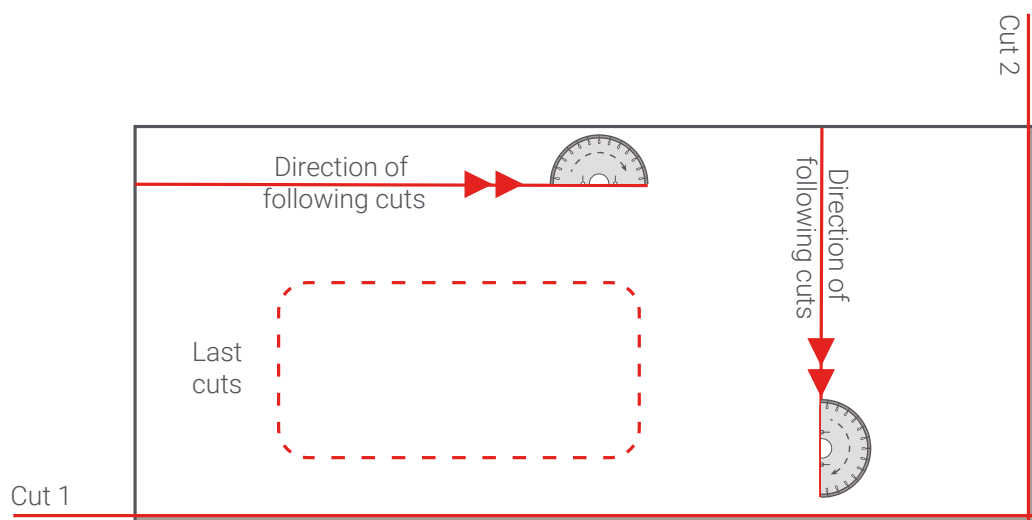 Cut 2
Direction of
following cuts
Direction of
following cuts
Last
cuts
Cut 1